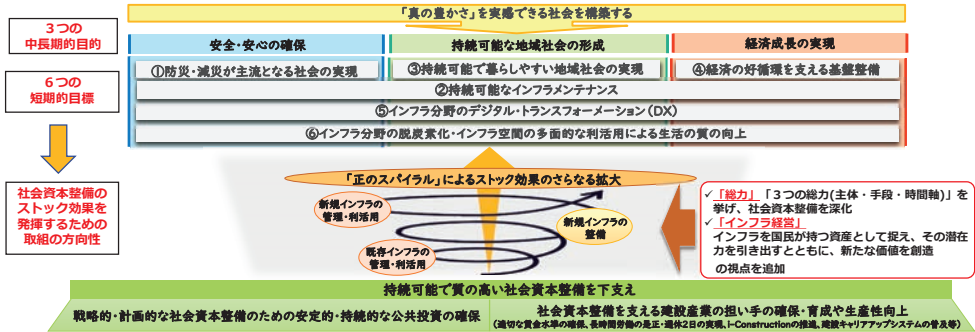 「真の豊かさ」を実感できる社会を構築する
３つの
中長期的目的
安全・安心の確保
持続可能な地域社会の形成
経済成長の実現
６つの
短期的目標
①防災・減災が主流となる社会の実現
③持続可能で暮らしやすい地域社会の実現
④経済の好循環を支える基盤整備
②持続可能なインフラメンテナンス
⑤インフラ分野のデジタル・トランスフォーメーション（DX）
⑥インフラ分野の脱炭素化・インフラ空間の多面的な利活用による生活の質の向上
社会資本整備の
ストック効果を
発揮するための
取組の方向性
「正のスパイラル」によるストック効果のさらなる拡大
新規インフラの
管理・利活用
新規インフラの
整備
既存インフラの
管理・利活用
✓「総力」「３つの総力(主体・手段・時間軸)」を
挙げ、社会資本整備を深化
✓「インフラ経営」
インフラを国民が持つ資産として捉え、その潜在
力を引き出すとともに、新たな価値を創造
の視点を追加
持続可能で質の高い社会資本整備を下支え
戦略的・計画的な社会資本整備のための安定的・持続的な公共投資の確保
社会資本整備を支える建設産業の担い手の確保・育成や生産性向上
（適切な賃金水準の確保、長時間労働の是正・週休2日の実現、i-Constructionの推進、建設キャリアアップシステムの普及等）